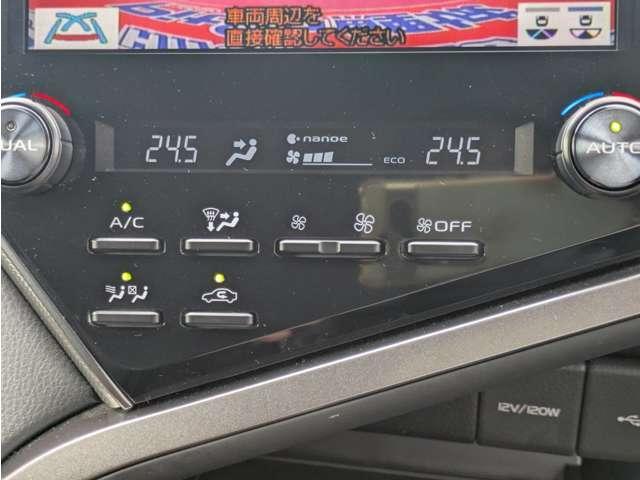 車両周辺を
直接確認してください
DUAL
24.5
nanoe
ECO
24.5
AUTO
A/C
OFF
12V/120W